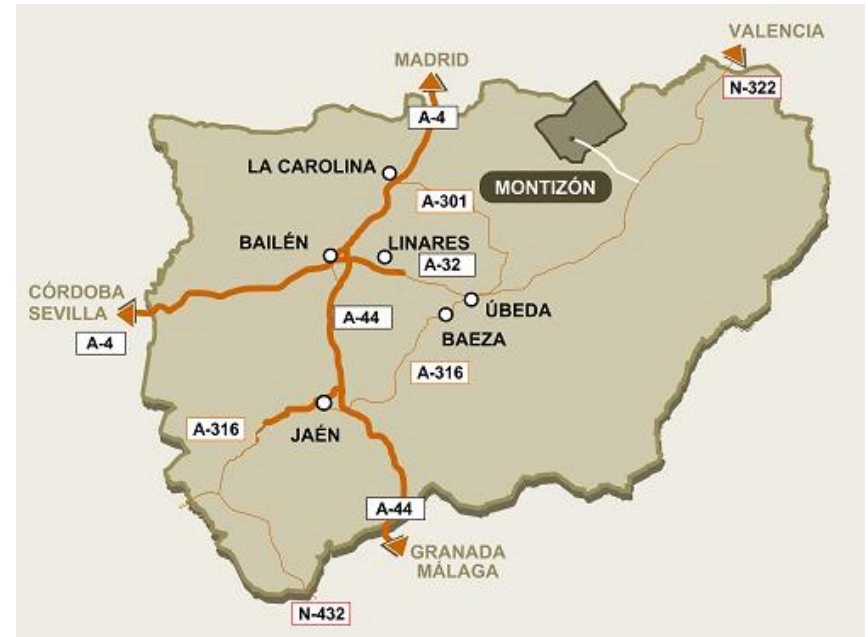 VALENCIA
MADRID
N-322
A-4
LA CAROLINA
MONTIZÓN
A-301
BAILÉN
LINARES
A-32
CÓRDOBA
SEVILLA
ÚBEDA
A-44
A-4
BAEZA
A-316
A-316
JAÉN
A-44
GRANADA
MÁLAGA
N-432